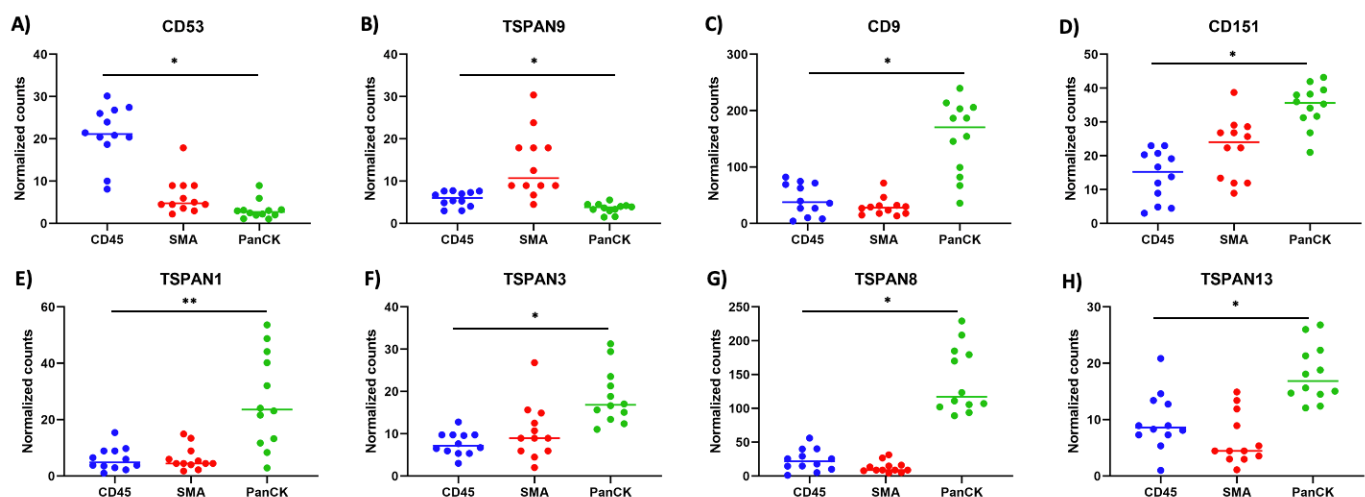 A) CD53
Normalized counts
40
30
20
10
0
*
CD45 SMA PanCK
B) TSPAN9
Normalized counts
40
30
20
10
0
*
CD45 SMA PanCK
C) CD9
Normalized counts
300
200
100
0
*
CD45 SMA PanCK
D) CD151
Normalized counts
50
40
30
20
10
0
*
CD45 SMA PanCK
E) TSPAN1
Normalized counts
60
40
20
0
**
CD45 SMA PanCK
F) TSPAN3
Normalized counts
40
30
20
10
0
*
CD45 SMA PanCK
G) TSPAN8
Normalized counts
250
200
150
100
50
0
*
CD45 SMA PanCK
H) TSPAN13
Normalized counts
30
20
10
0
*
CD45 SMA PanCK